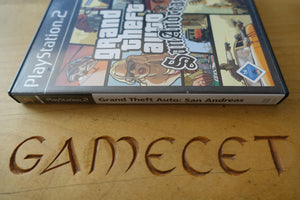 PlayStation 2
grand
theft
auto
San Andreas
PlayStation 2
Grand Theft Auto: San Andreas
GAMECET